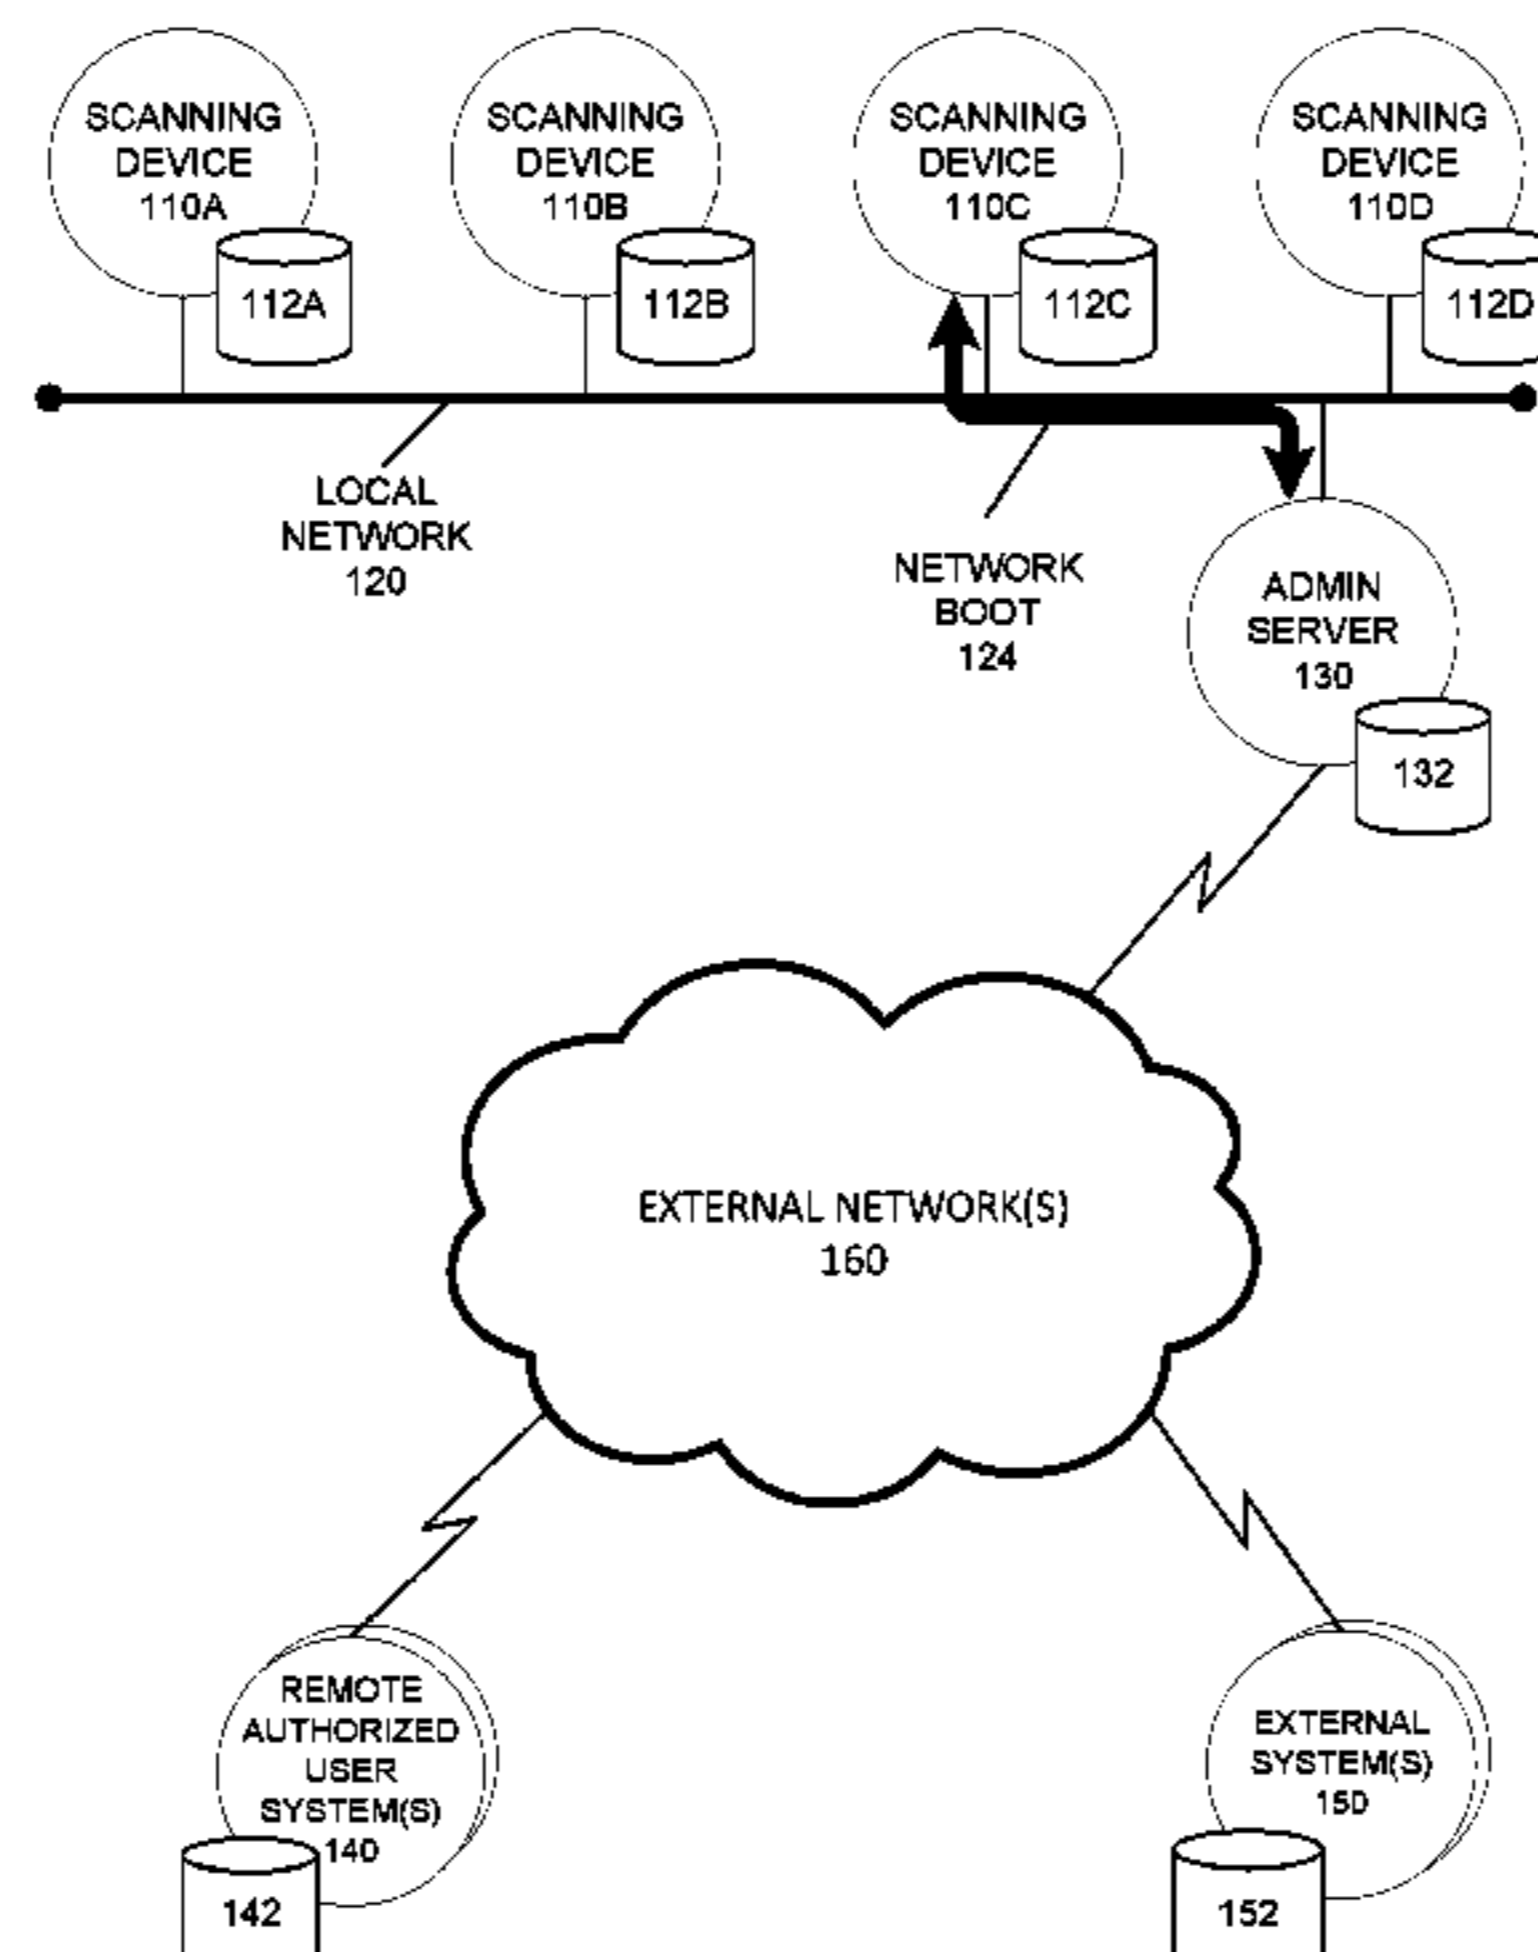 SCANNING
DEVICE
110A
112A
SCANNING
DEVICE
110B
112B
SCANNING
DEVICE
110C
112C
SCANNING
DEVICE
110D
112D
LOCAL
NETWORK
120
NETWORK
BOOT
124
ADMIN
SERVER
130
132
EXTERNAL NETWORK(S)
160
REMOTE
AUTHORIZED
USER
SYSTEM(S)
140
142
EXTERNAL
SYSTEM(S)
150
152